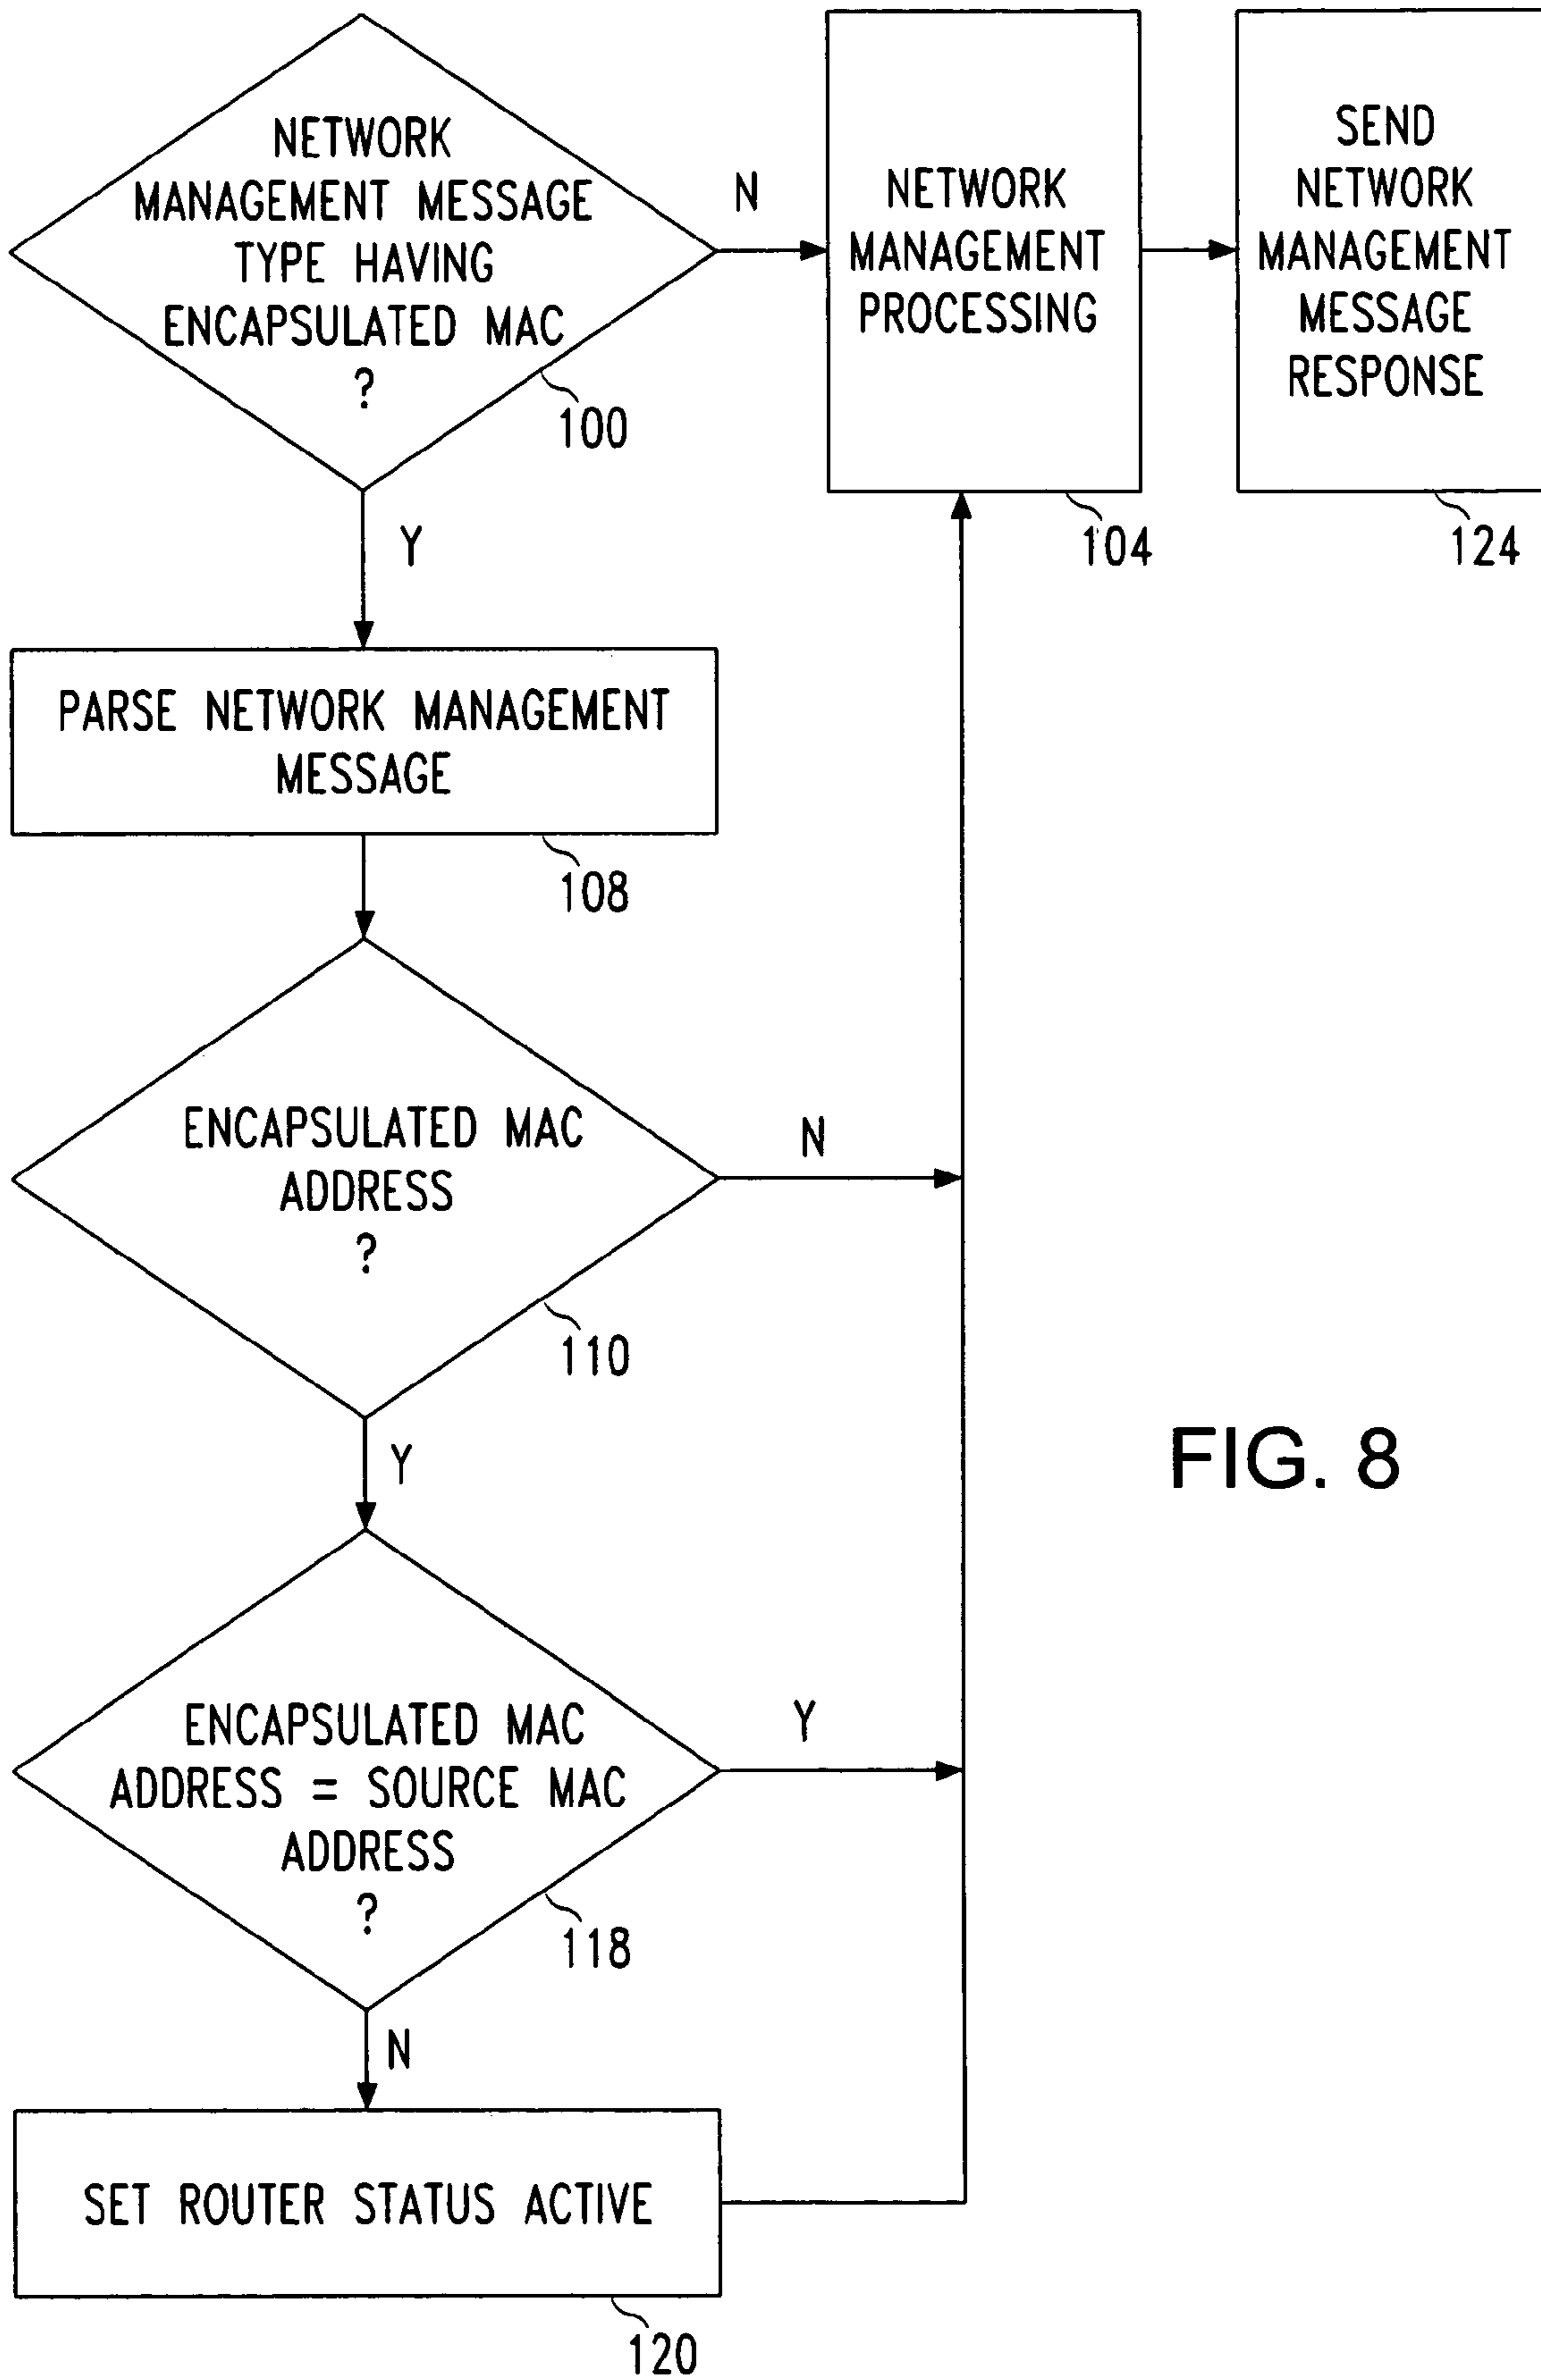 NETWORK
MANAGEMENT MESSAGE
TYPE HAVING
ENCAPSULATED MAC
?
100
N
NETWORK
MANAGEMENT
PROCESSING
104
SEND
NETWORK
MANAGEMENT
MESSAGE
RESPONSE
124
Y
PARSE NETWORK MANAGEMENT
MESSAGE
108
ENCAPSULATED MAC
ADDRESS
?
110
N
Y
FIG. 8
ENCAPSULATED MAC
ADDRESS = SOURCE MAC
ADDRESS
?
118
Y
N
SET ROUTER STATUS ACTIVE
120